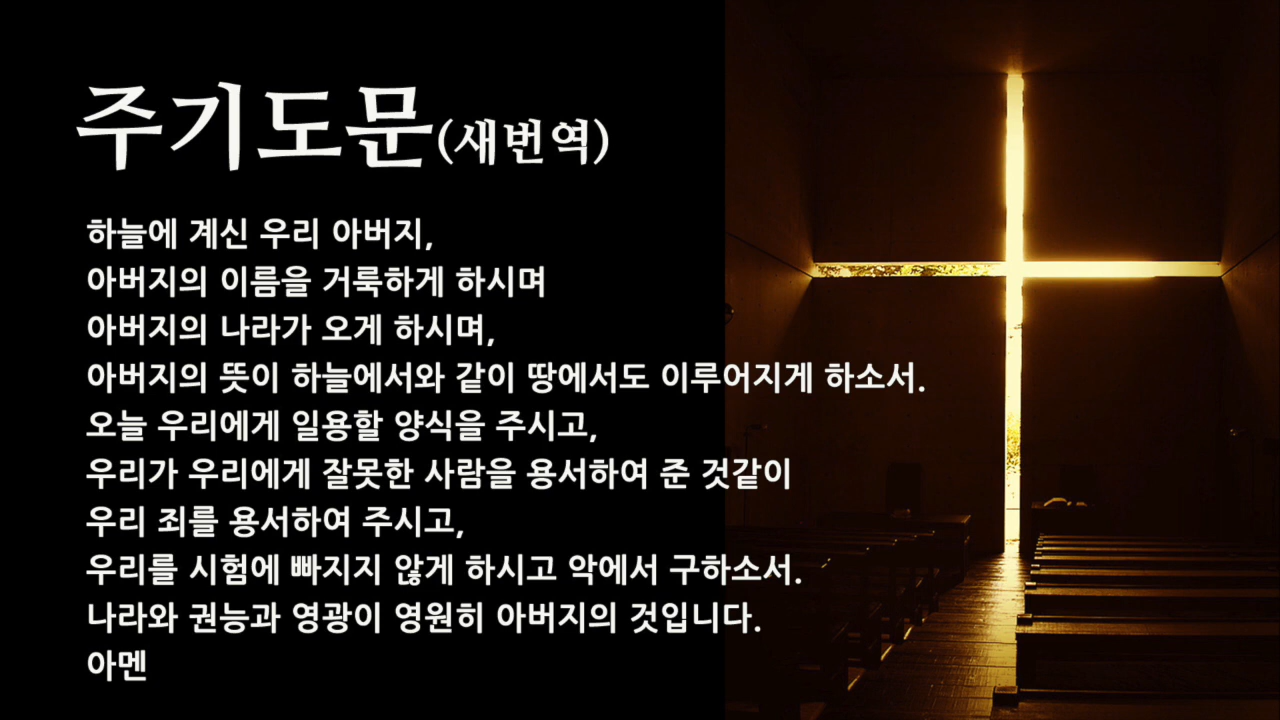 주기도문(새번역)
하늘에 계신 우리 아버지,
아버지의 이름을 거룩하게 하시며
아버지의 나라가 오게 하시며,
아버지의 뜻이 하늘에서와 같이 땅에서도 이루어지게 하소서.
오늘 우리에게 일용할 양식을 주시고,
우리가 우리에게 잘못한 사람을 용서하여 준 것같이
우리 죄를 용서하여 주시고,
우리를 시험에 빠지지 않게 하시고 악에서 구하소서.
나라와 권능과 영광이 영원히 아버지의 것입니다.
아멘